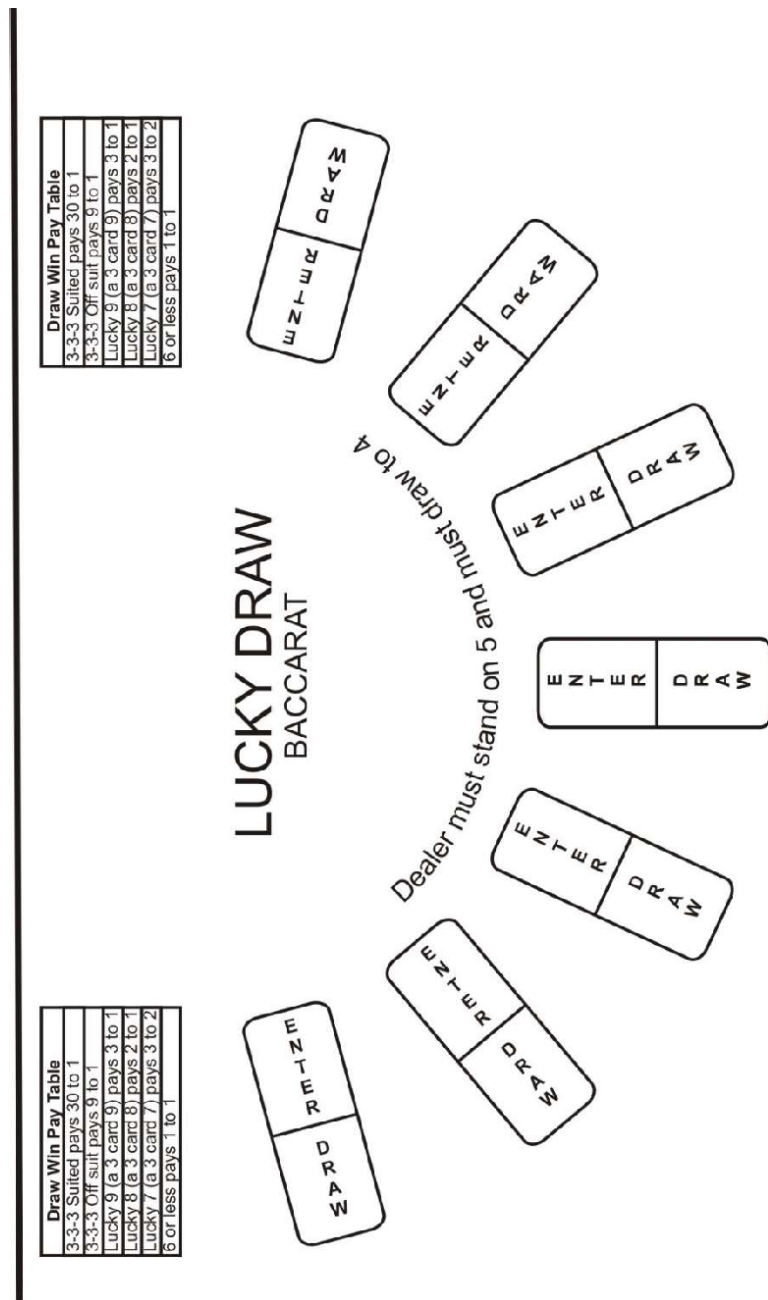 Draw Win Pay Table
3-3-3 Suited pays 30 to 1
3-3-3 Off suit pays 9 to 1
Lucky 9 (a 3 card 9) pays 3 to 1
Lucky 8 (a 3 card 8) pays 2 to 1
Lucky 7 (a 3 card 7) pays 3 to 2
6 or less pays 1 to 1
Draw Win Pay Table
3-3-3 Suited pays 30 to 1
3-3-3 Off suit pays 9 to 1
Lucky 9 (a 3 card 9) pays 3 to 1
Lucky 8 (a 3 card 8) pays 2 to 1
Lucky 7 (a 3 card 7) pays 3 to 2
6 or less pays 1 to 1
LUCKY DRAW
BACCARAT
Dealer must stand on 5 and must draw to 4
ENTER
DRAW
ENTER
DRAW
ENTER
DRAW
ENTER
DRAW
ENTER
DRAW
ENTER
DRAW
ENTER
DRAW